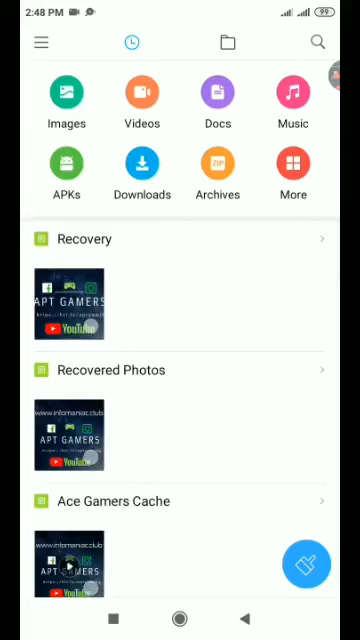 2:48 PM
99
Images
Videos
Docs
Music
ZIP
APKs
Downloads
Archives
More
Recovery
APT GAMERS
YouTube
Recovered Photos
www.infomaniac.club
APT GAMERS
YouTube
Ace Gamers Cache
www.infomaniac.club
APT GAMERS
YouTube